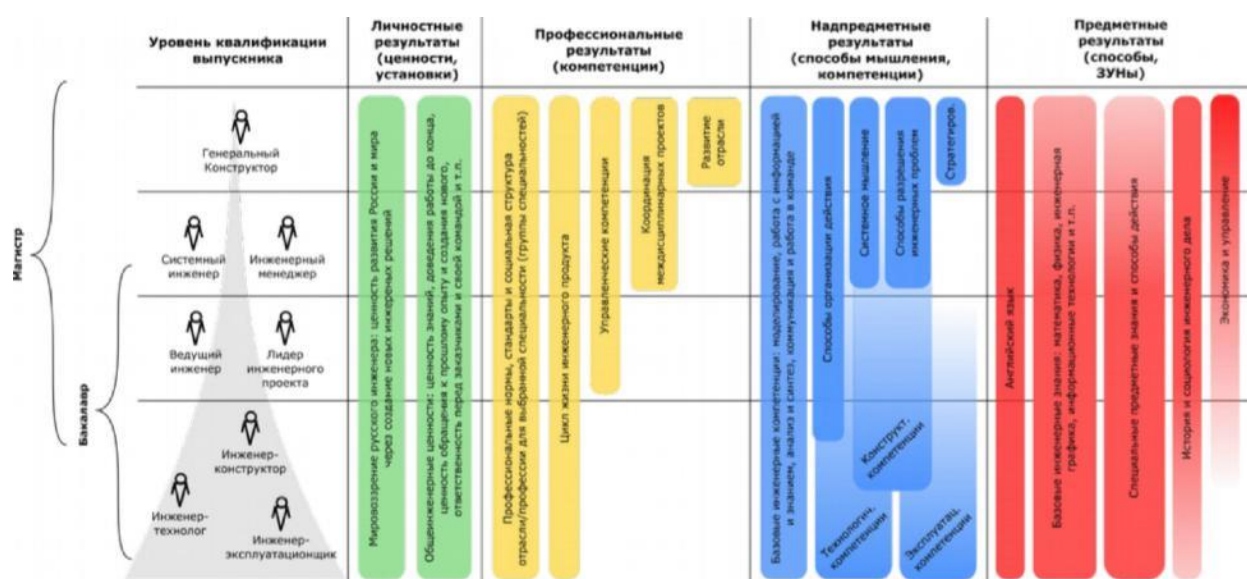 Уровень квалификации
выпускника
Личностные
результаты
(ценности,
установки)
Профессиональные
результаты
(компетенции)
Надпредметные
результаты
(способы мышления,
компетенции)
Предметные
результаты
(способы,
ЗУНы)
Магистр
Бакалавр
Генеральный
Конструктор
Системный
инженер
Инженерный
менеджер
Ведущий
инженер
Лидер
инженерного
проекта
Инженер-
конструктор
Инженер-
технолог
Инженер-
эксплуатационщик
Мировоззрение русского инженера: ценность развития России и мира
через создание новых инженерных решений
Общеинженерные ценности: ценность знаний, доведения работы до конца,
ценность обращения к прошлому опыту и создания нового,
ответственность перед заказчиками и своей командой и т.п.
Профессиональные нормы, стандарты и социальная структура
отрасли/профессии для выбранной специальности (группы специальностей)
Цикл жизни инженерного продукта
Управленческие компетенции
Координация
междисциплинарных проектов
Развитие
отрасли
Базовые инженерные компетенции: моделирование, работа с информацией
и знанием, анализ и синтез, коммуникация и работа в команде
Способы организации действия
Системное мышление
Способы разрешения
инженерных проблем
Стратегиров.
Конструкт.
компетенции
Технологич.
компетенции
Эксплуатац.
компетенции
Английский язык
Базовые инженерные знания: математика, физика, инженерная
графика, информационные технологии и т.п.
Специальные предметные знания и способы действия
История и социология инженерного дела
Экономика и управление